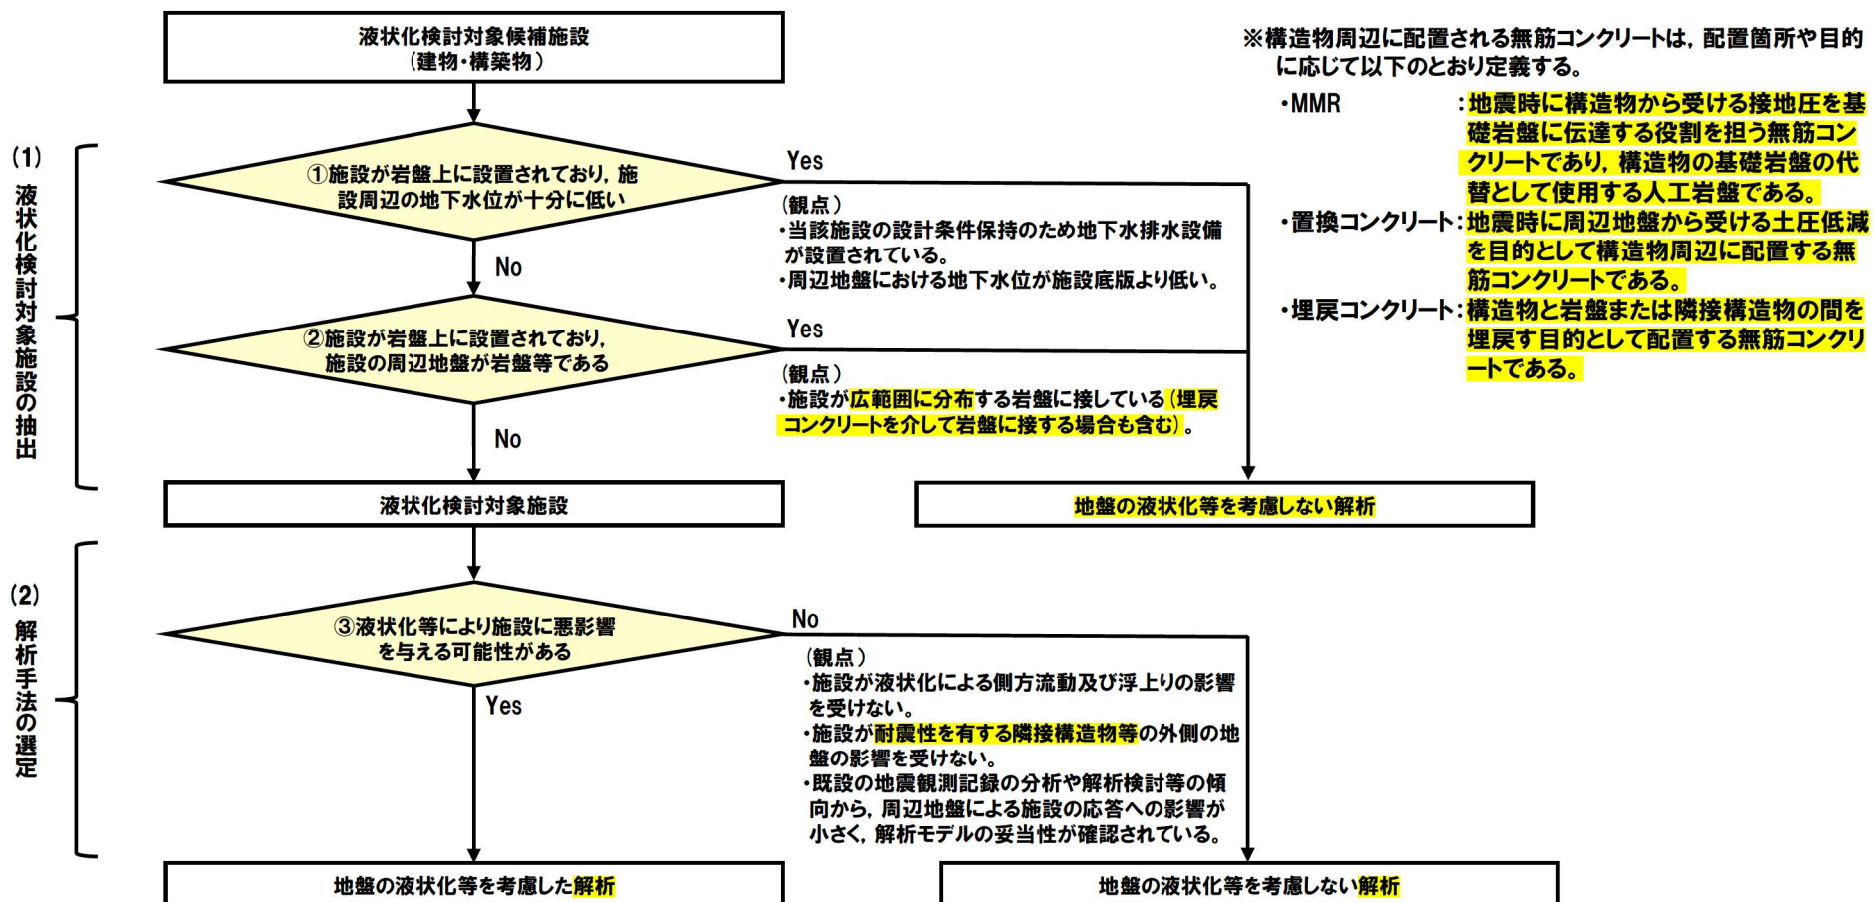 液状化検討対象候補施設
(建物・構築物)
(1)
液状化検討対象施設の抽出
①施設が岩盤上に設置されており,施
設周辺の地下水位が十分に低い
Yes
(観点)
・当該施設の設計条件保持のため地下水排水設備
が設置されている。
・周辺地盤における地下水位が施設底版より低い。
No
②施設が岩盤上に設置されており,
施設の周辺地盤が岩盤等である
Yes
(観点)
・施設が広範囲に分布する岩盤に接している(埋戻
コンクリートを介して岩盤に接する場合も含む)。
No
液状化検討対象施設
地盤の液状化等を考慮しない解析
(2)
解析手法の選定
③液状化等により施設に悪影響
を与える可能性がある
No
(観点)
・施設が液状化による側方流動及び浮上りの影響
を受けない。
・施設が耐震性を有する隣接構造物等の外側の地
盤の影響を受けない。
・既設の地震観測記録の分析や解析検討等の傾
向から,周辺地盤による施設の応答への影響が
小さく,解析モデルの妥当性が確認されている。
Yes
地盤の液状化等を考慮した解析
地盤の液状化等を考慮しない解析
※構造物周辺に配置される無筋コンクリートは,配置箇所や目的
に応じて以下のとおり定義する。
・MMR :地震時に構造物から受ける接地圧を基
礎岩盤に伝達する役割を担う無筋コン
クリートであり,構造物の基礎岩盤の代
替として使用する人工岩盤である。
・置換コンクリート:地震時に周辺地盤から受ける土圧低減
を目的として構造物周辺に配置する無
筋コンクリートである。
・埋戻コンクリート:構造物と岩盤または隣接構造物の間を
埋戻す目的として配置する無筋コンクリ
ートである。